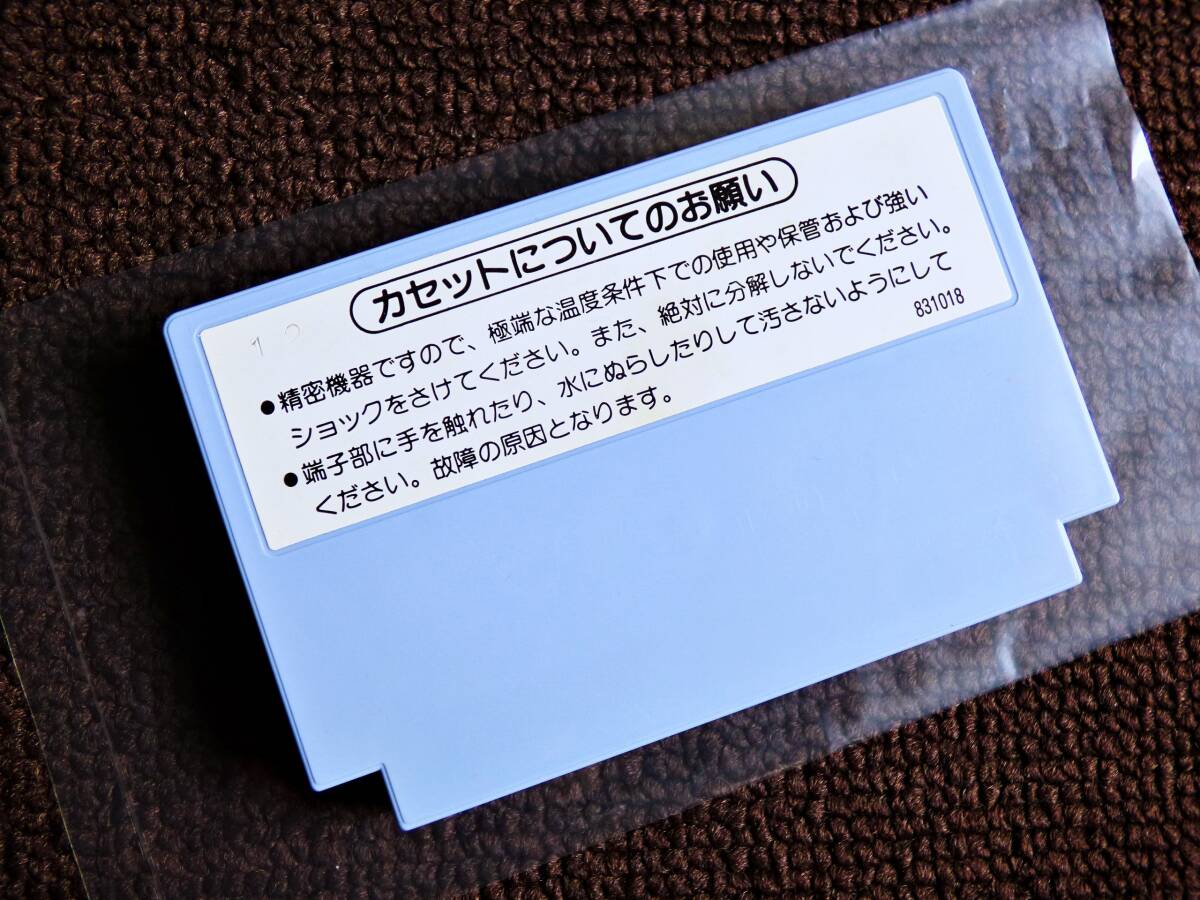 カセットについてのお願い
12
●精密機器ですので、極端な温度条件下での使用や保管および強い
ショックをさけてください。また、絶対に分解しないでください。
●端子部に手を触れたり、水にぬらしたりして汚さないようにして
ください。故障の原因となります。
831018